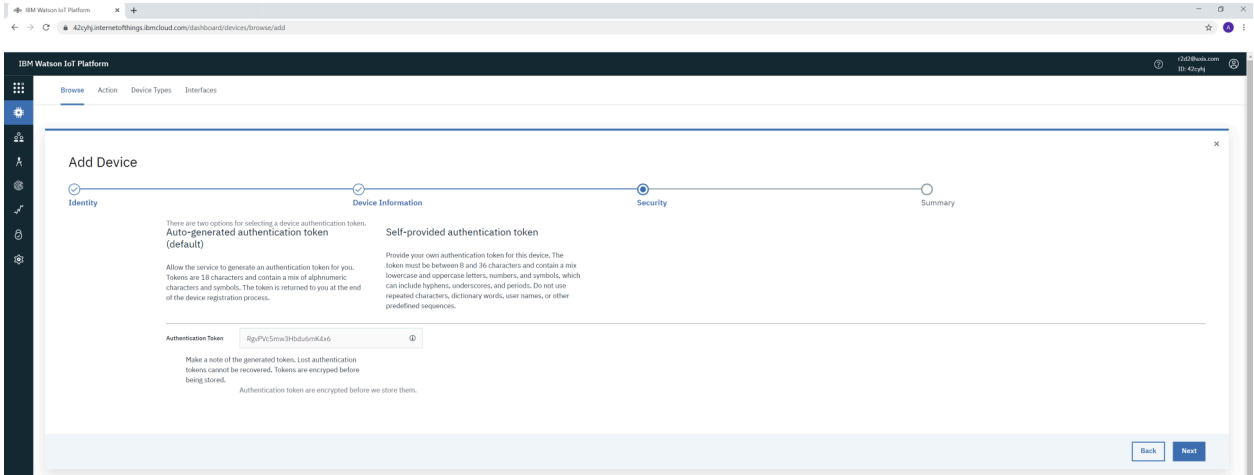 IBM Watson IoT Platform
42cyhj.internetofthings.ibmcloud.com/dashboard/devices/browse/add
A
IBM Watson IoT Platform
r2d2@axis.com
ID: 42cyhj
Browse Action Device Types Interfaces
Add Device
Identity Device Information Security Summary
There are two options for selecting a device authentication token.
Auto-generated authentication token
(default)
Allow the service to generate an authentication token for you.
Tokens are 18 characters and contain a mix of alphnumeric
characters and symbols. The token is returned to you at the end
of the device registration process.
Self-provided authentication token
Provide your own authentication token for this device. The
token must be between 8 and 36 characters and contain a mix
lowercase and uppercase letters, numbers, and symbols, which
can include hyphens, underscores, and periods. Do not use
repeated characters, dictionary words, user names, or other
predefined sequences.
Authentication Token RgvPVc5mw3Hbdu6mK4x6
Make a note of the generated token. Lost authentication
tokens cannot be recovered. Tokens are encryped before
being stored.
Authentication token are encrypted before we store them.
Back Next